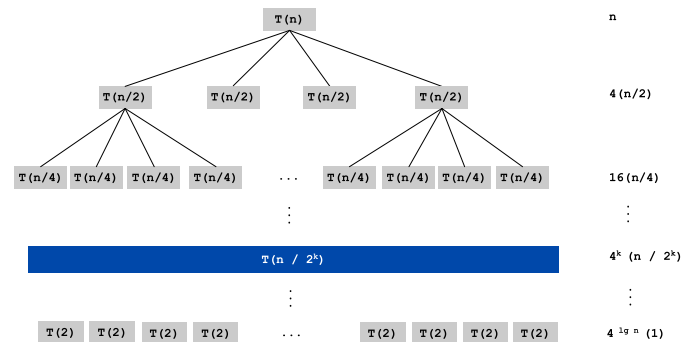 T(n) n
T(n/2) T(n/2) T(n/2) T(n/2) 4(n/2)
T(n/4) T(n/4) T(n/4) T(n/4) ... T(n/4) T(n/4) T(n/4) T(n/4) 16(n/4)
⋮ ⋮
T(n / 2ᵏ) 4ᵏ (n / 2ᵏ)
⋮ ⋮
T(2) T(2) T(2) T(2) ... T(2) T(2) T(2) T(2) 4 ˡᵍ ⁿ (1)